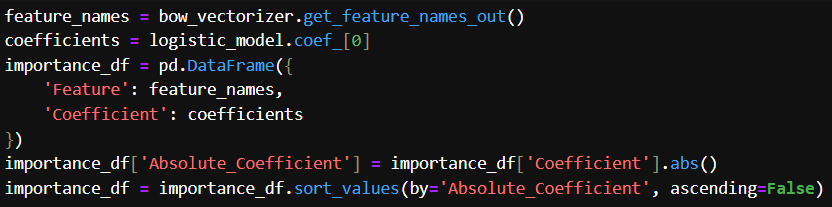 feature_names = bow_vectorizer.get_feature_names_out()
coefficients = logistic_model.coef_[0]
importance_df = pd.DataFrame({
    'Feature': feature_names,
    'Coefficient': coefficients
})
importance_df['Absolute_Coefficient'] = importance_df['Coefficient'].abs()
importance_df = importance_df.sort_values(by='Absolute_Coefficient', ascending=False)